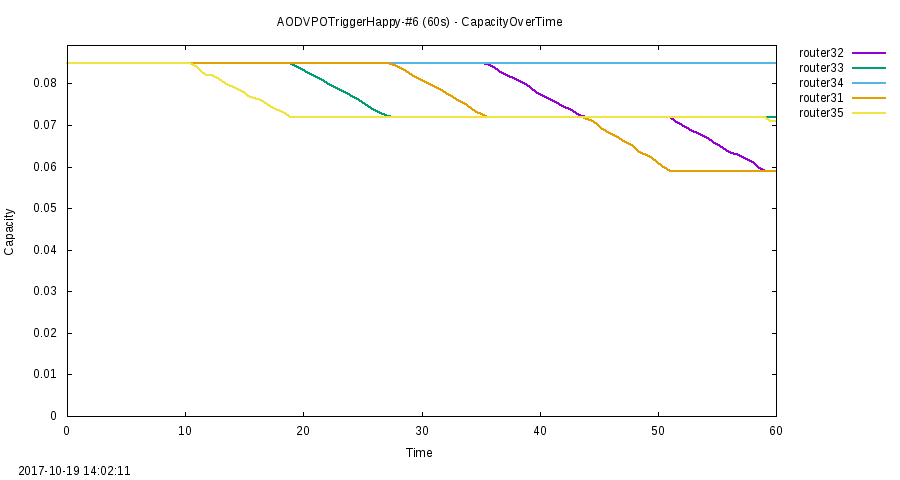 AODVPOTriggerHappy-#6 (60s) - CapacityOverTime
router32
router33
router34
router31
router35
0.08
0.07
0.06
0.05
0.04
0.03
0.02
0.01
0
Capacity
0 10 20 30 40 50 60
Time
2017-10-19 14:02:11